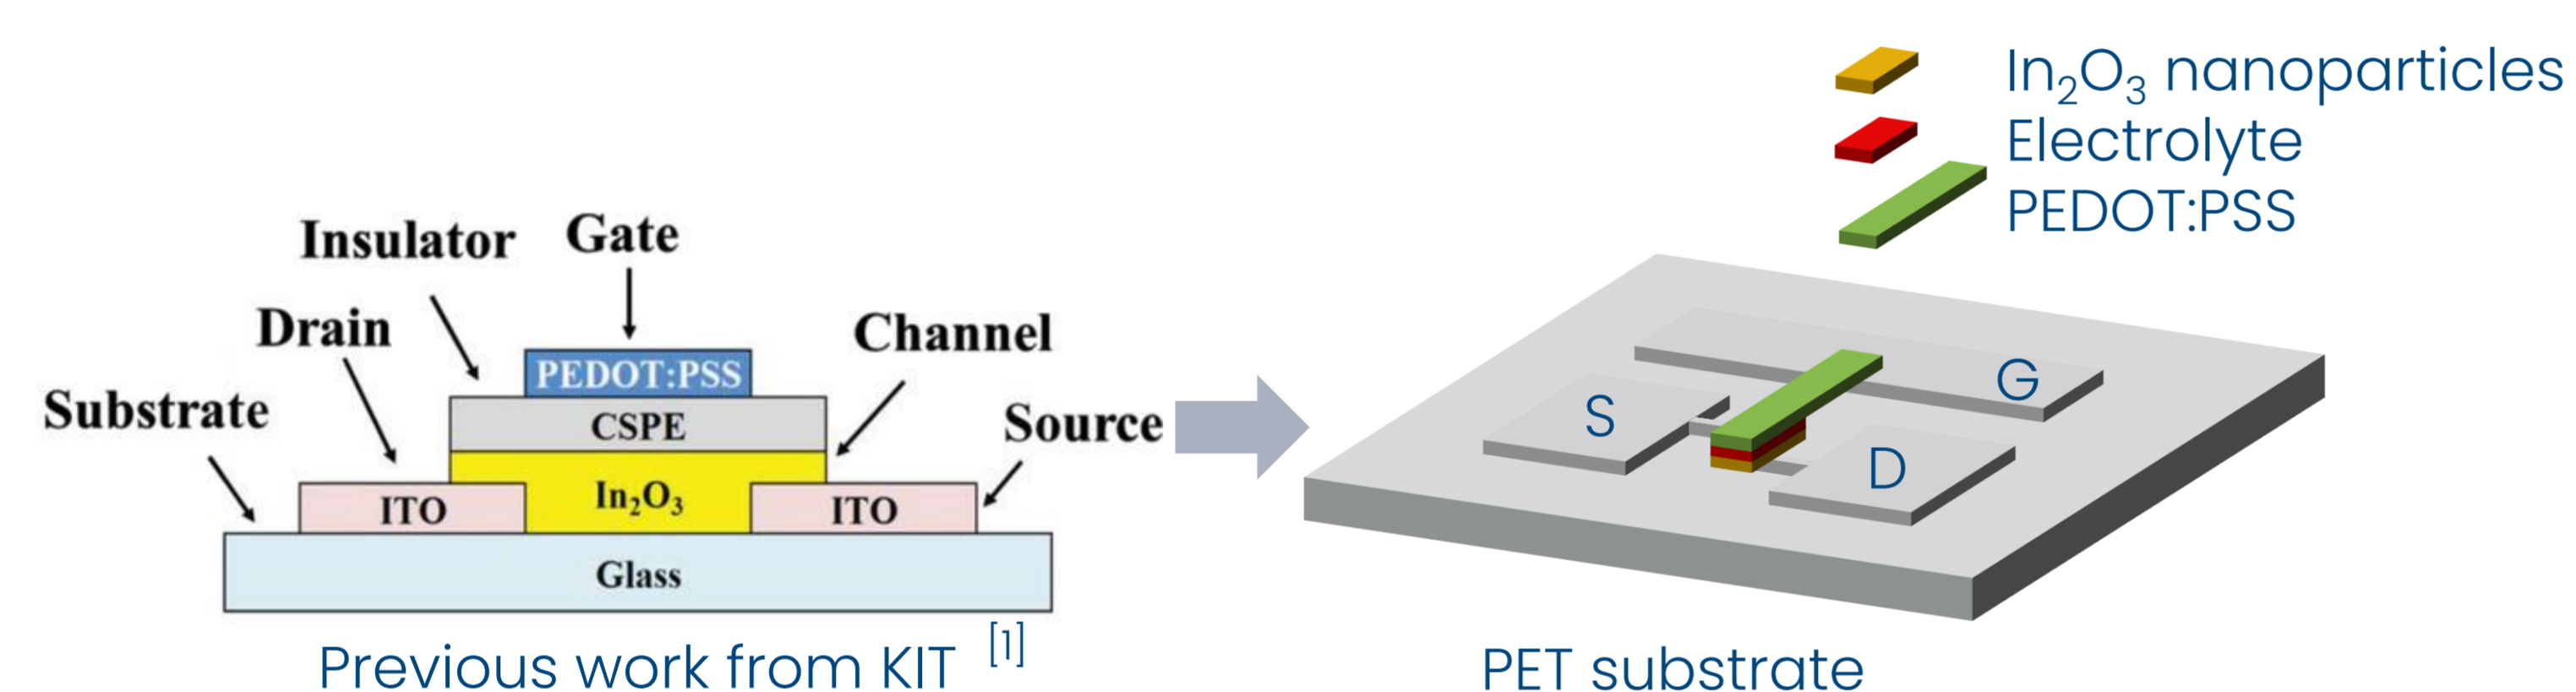 Insulator
Gate
Drain
Channel
Substrate
Source
PEDOT:PSS
CSPE
ITO
In₂O₃
ITO
Glass
Previous work from KIT [1]
In₂O₃ nanoparticles
Electrolyte
PEDOT:PSS
G
S
D
PET substrate